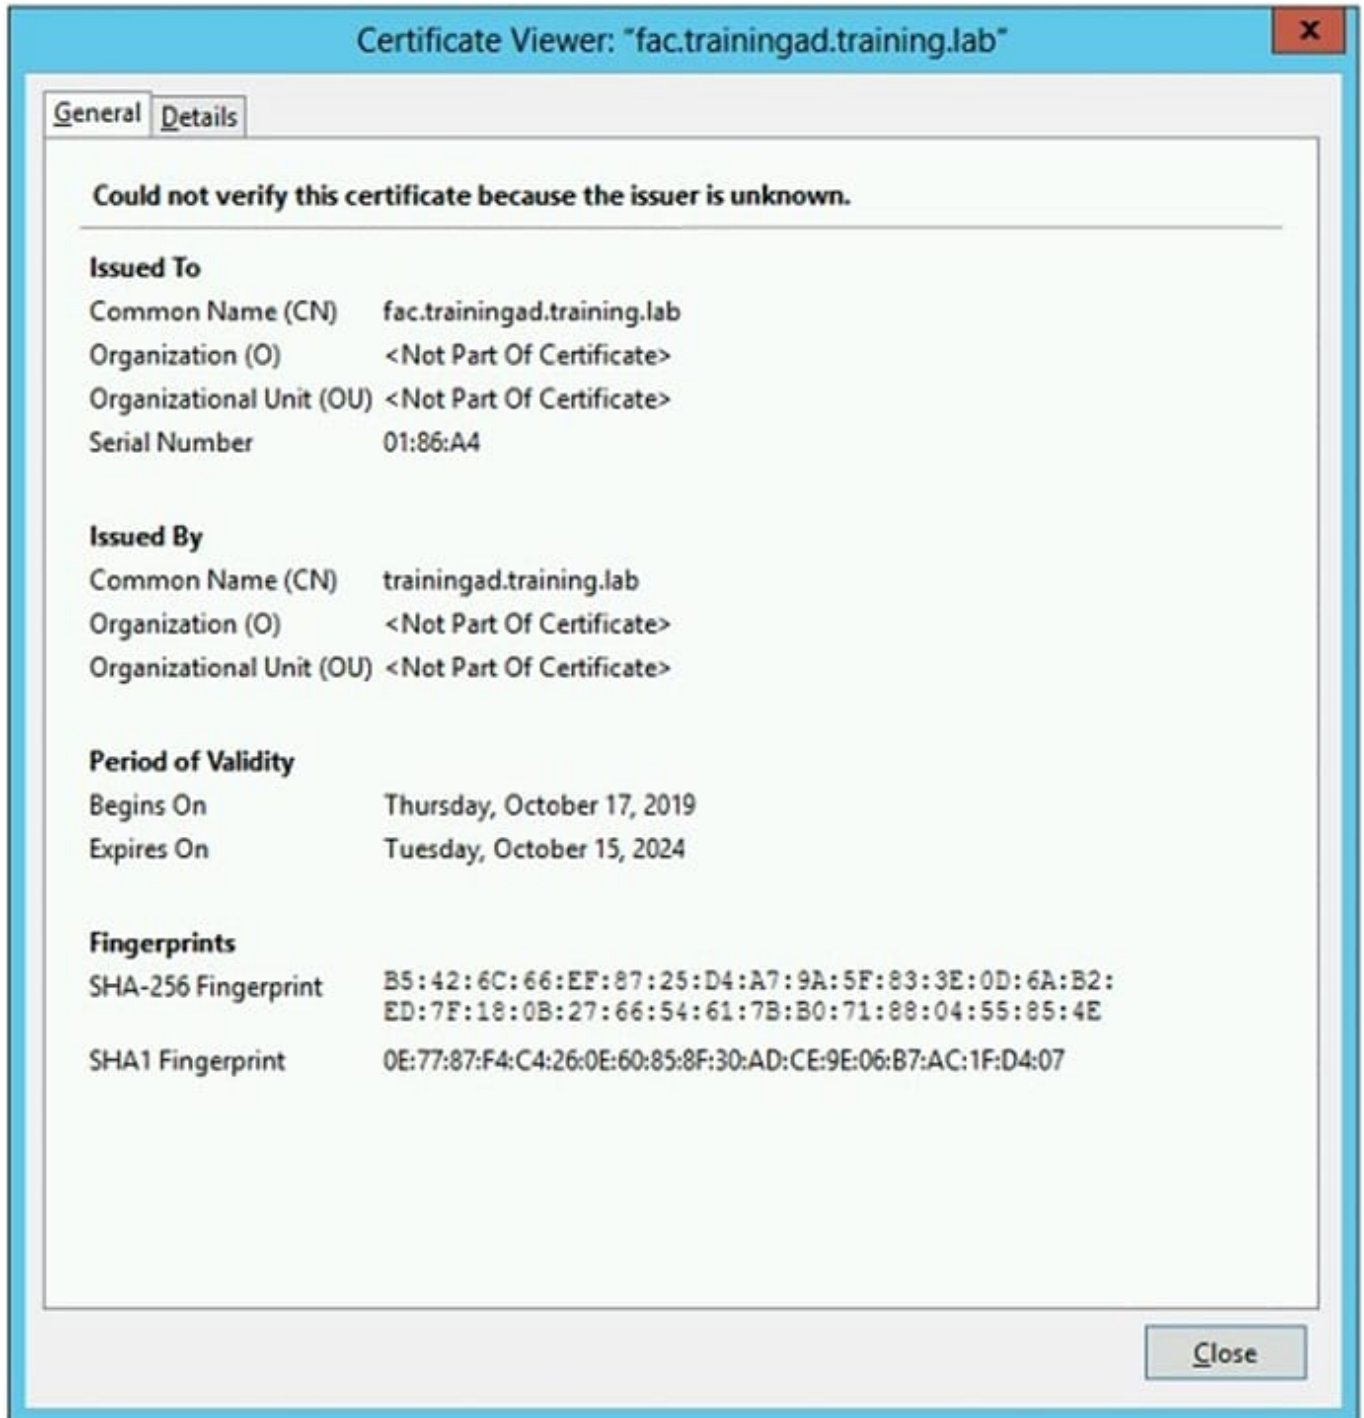 Certificate Viewer: "fac.trainingad.training.lab"
x
General Details
Could not verify this certificate because the issuer is unknown.
Issued To
Common Name (CN) fac.trainingad.training.lab
Organization (O) <Not Part Of Certificate>
Organizational Unit (OU) <Not Part Of Certificate>
Serial Number 01:86:A4
Issued By
Common Name (CN) trainingad.training.lab
Organization (O) <Not Part Of Certificate>
Organizational Unit (OU) <Not Part Of Certificate>
Period of Validity
Begins On Thursday, October 17, 2019
Expires On Tuesday, October 15, 2024
Fingerprints
SHA-256 Fingerprint B5:42:6C:66:EF:87:25:D4:A7:9A:5F:83:3E:0D:6A:B2:
ED:7F:18:0B:27:66:54:61:7B:B0:71:88:04:55:85:4E
SHA1 Fingerprint 0E:77:87:F4:C4:26:0E:60:85:8F:30:AD:CE:9E:06:B7:AC:1F:D4:07
Close